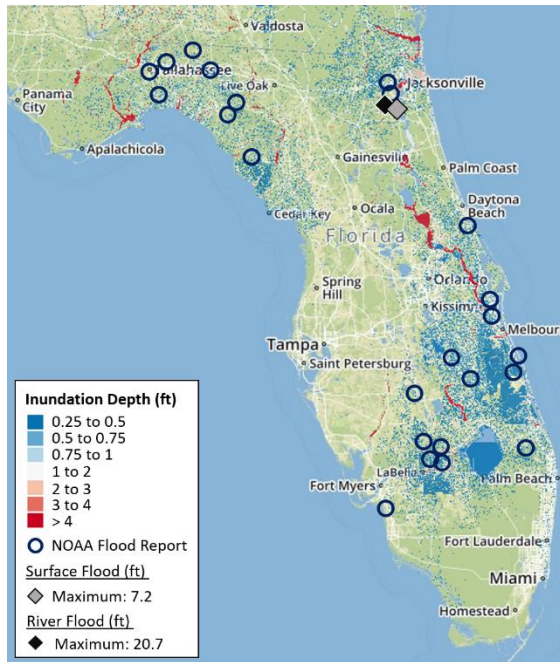 Valdosta
Tallahassee
Jacksonville
Panama
City
Live Oak
Apalachicola
Gainesville
Palm Coast
Cedar Key
Ocala
Daytona
Beach
Florida
Spring
Hill
Orlando
Kissim
Melbour
Tampa
Saint Petersburg
Inundation Depth (ft)
0.25 to 0.5
0.5 to 0.75
0.75 to 1
1 to 2
2 to 3
3 to 4
> 4
NOAA Flood Report
Surface Flood (ft)
Maximum: 7.2
River Flood (ft)
Maximum: 20.7
LaBelle
Palm Beach
Fort Myers
Fort Lauderdale
Miami
Homestead